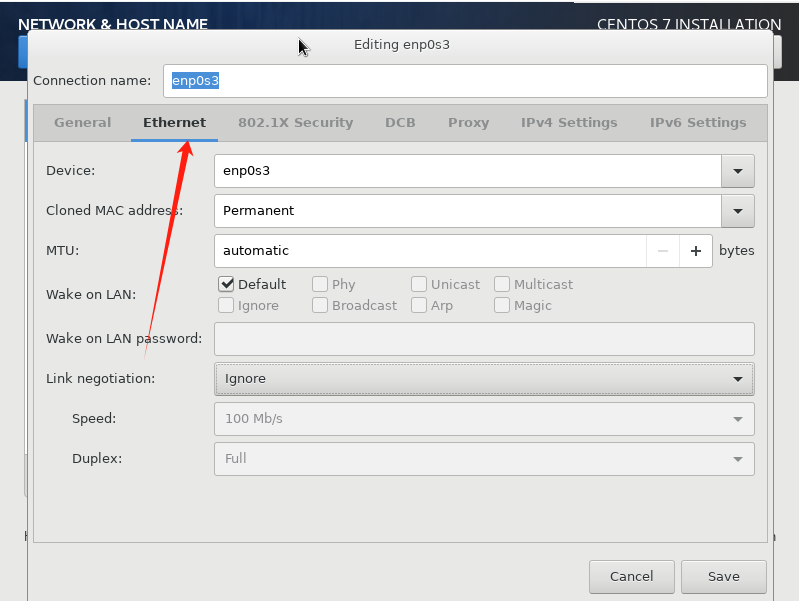 NETWORK & HOST NAME CENTOS 7 INSTALLATION
Editing enp0s3
Connection name: enp0s3
General Ethernet 802.1X Security DCB Proxy IPv4 Settings IPv6 Settings
Device: enp0s3
Cloned MAC address: Permanent
MTU: automatic − + bytes
Default Phy Unicast Multicast
Wake on LAN:
Ignore Broadcast Arp Magic
Wake on LAN password:
Link negotiation: Ignore
Speed: 100 Mb/s
Duplex: Full
Cancel Save